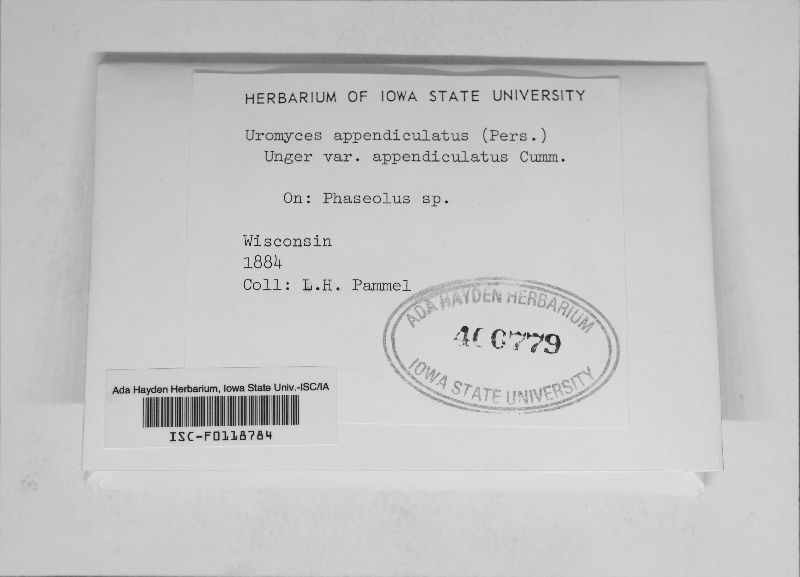 HERBARIUM OF IOWA STATE UNIVERSITY
Uromyces appendiculatus (Pers.)
Unger var. appendiculatus Cumm.
On: Phaseolus sp.
Wisconsin
1884
Coll: L.H. Pammel
ADA HAYDEN HERBARIUM
400779
IOWA STATE UNIVERSITY
Ada Hayden Herbarium, Iowa State Univ.-ISC/IA
ISC-F0118784